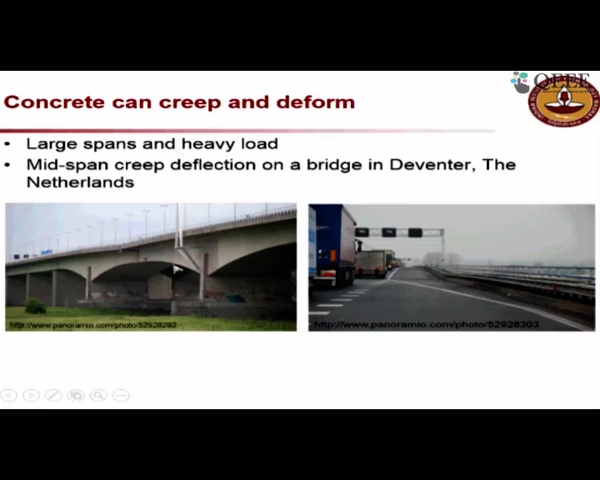 QEEE
Concrete can creep and deform
• Large spans and heavy load
• Mid-span creep deflection on a bridge in Deventer, The
Netherlands
http://www.panoramio.com/photo/52928292
http://www.panoramio.com/photo/52928303